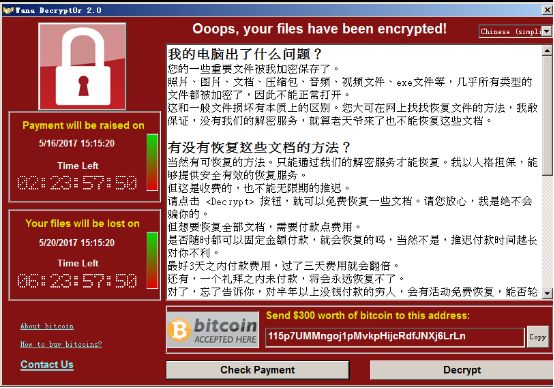 Wana Decrypt0r 2.0
Ooops, your files have been encrypted!
Chinese (simpli
Payment will be raised on
5/16/2017 15:15:20
Time Left
02:23:57:50
Your files will be lost on
5/20/2017 15:15:20
Time Left
06:23:57:50
About bitcoin
How to buy bitcoins?
Contact Us
我的电脑出了什么问题？
您的一些重要文件被我加密保存了。
照片、图片、文档、压缩包、音频、视频文件、exe文件等，几乎所有类型的
文件都被加密了，因此不能正常打开。
这和一般文件损坏有本质上的区别。您大可在网上找找恢复文件的方法，我敢
保证，没有我们的解密服务，就算老天爷来了也不能恢复这些文档。
有没有恢复这些文档的方法？
当然有可恢复的方法。只能通过我们的解密服务才能恢复。我以人格担保，能
够提供安全有效的恢复服务。
但这是收费的，也不能无限期的推迟。
请点击 <Decrypt> 按钮，就可以免费恢复一些文档。请您放心，我是绝不会
骗你的。
但想要恢复全部文档，需要付款点费用。
是否随时都可以固定金额付款，就会恢复的吗，当然不是，推迟付款时间越长
对你不利。
最好3天之内付款费用，过了三天费用就会翻倍。
还有，一个礼拜之内未付款，将会永远恢复不了。
对了，忘了告诉你，对半年以上没钱付款的穷人，会有活动免费恢复，能否轮
bitcoin
ACCEPTED HERE
Send $300 worth of bitcoin to this address:
115p7UMMngoj1pMvkpHijcRdfJNXj6LrLn
Copy
Check Payment
Decrypt